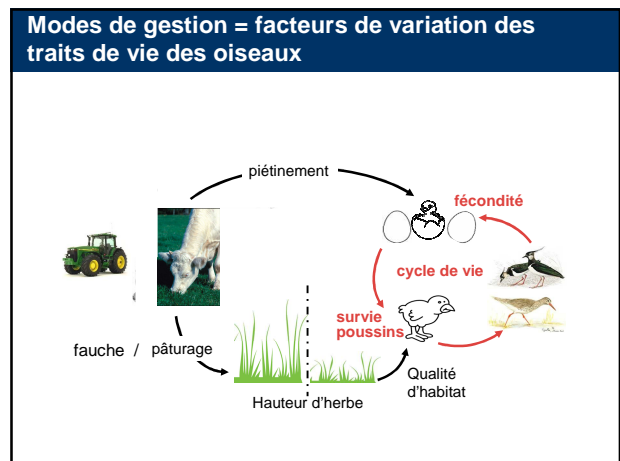 Modes de gestion = facteurs de variation des
traits de vie des oiseaux
piétinement
fécondité
cycle de vie
survie
poussins
fauche / pâturage
Qualité
d'habitat
Hauteur d'herbe